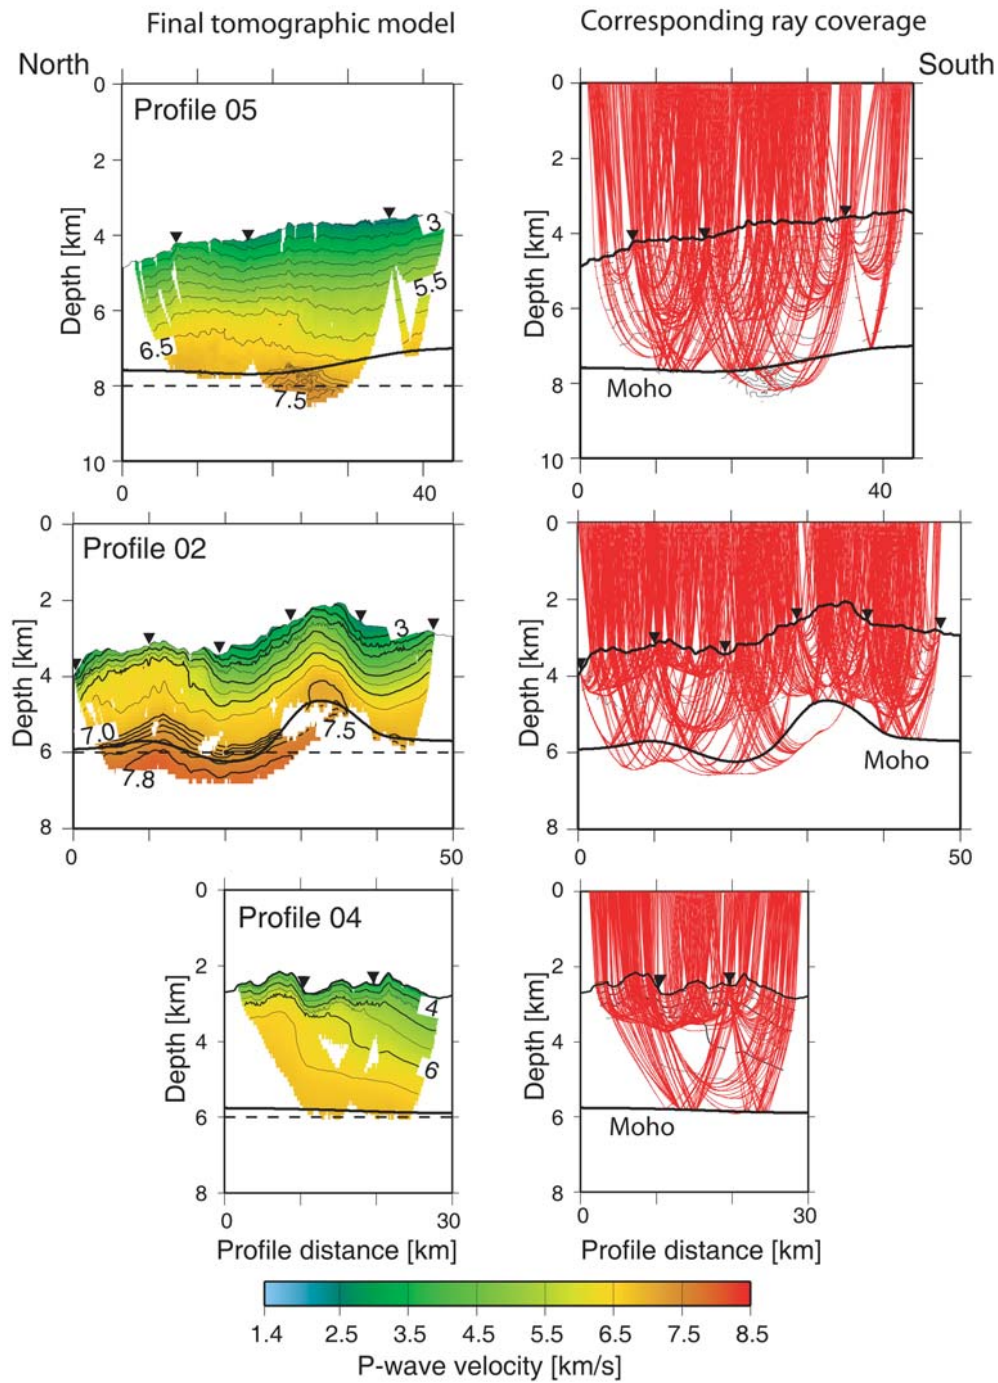 Final tomographic model
Corresponding ray coverage
North
South
Profile 05
0
2
4
6
8
10
Depth [km]
3
5.5
6.5
7.5
0
40
0
2
4
6
8
10
Depth [km]
Moho
0
40
Profile 02
0
2
4
6
8
Depth [km]
3
7.0
7.5
7.8
0
50
0
2
4
6
8
Depth [km]
Moho
0
50
Profile 04
0
2
4
6
8
Depth [km]
4
6
0
30
Profile distance [km]
0
2
4
6
8
Depth [km]
Moho
0
30
Profile distance [km]
1.4 2.5 3.5 4.5 5.5 6.5 7.5 8.5
P-wave velocity [km/s]